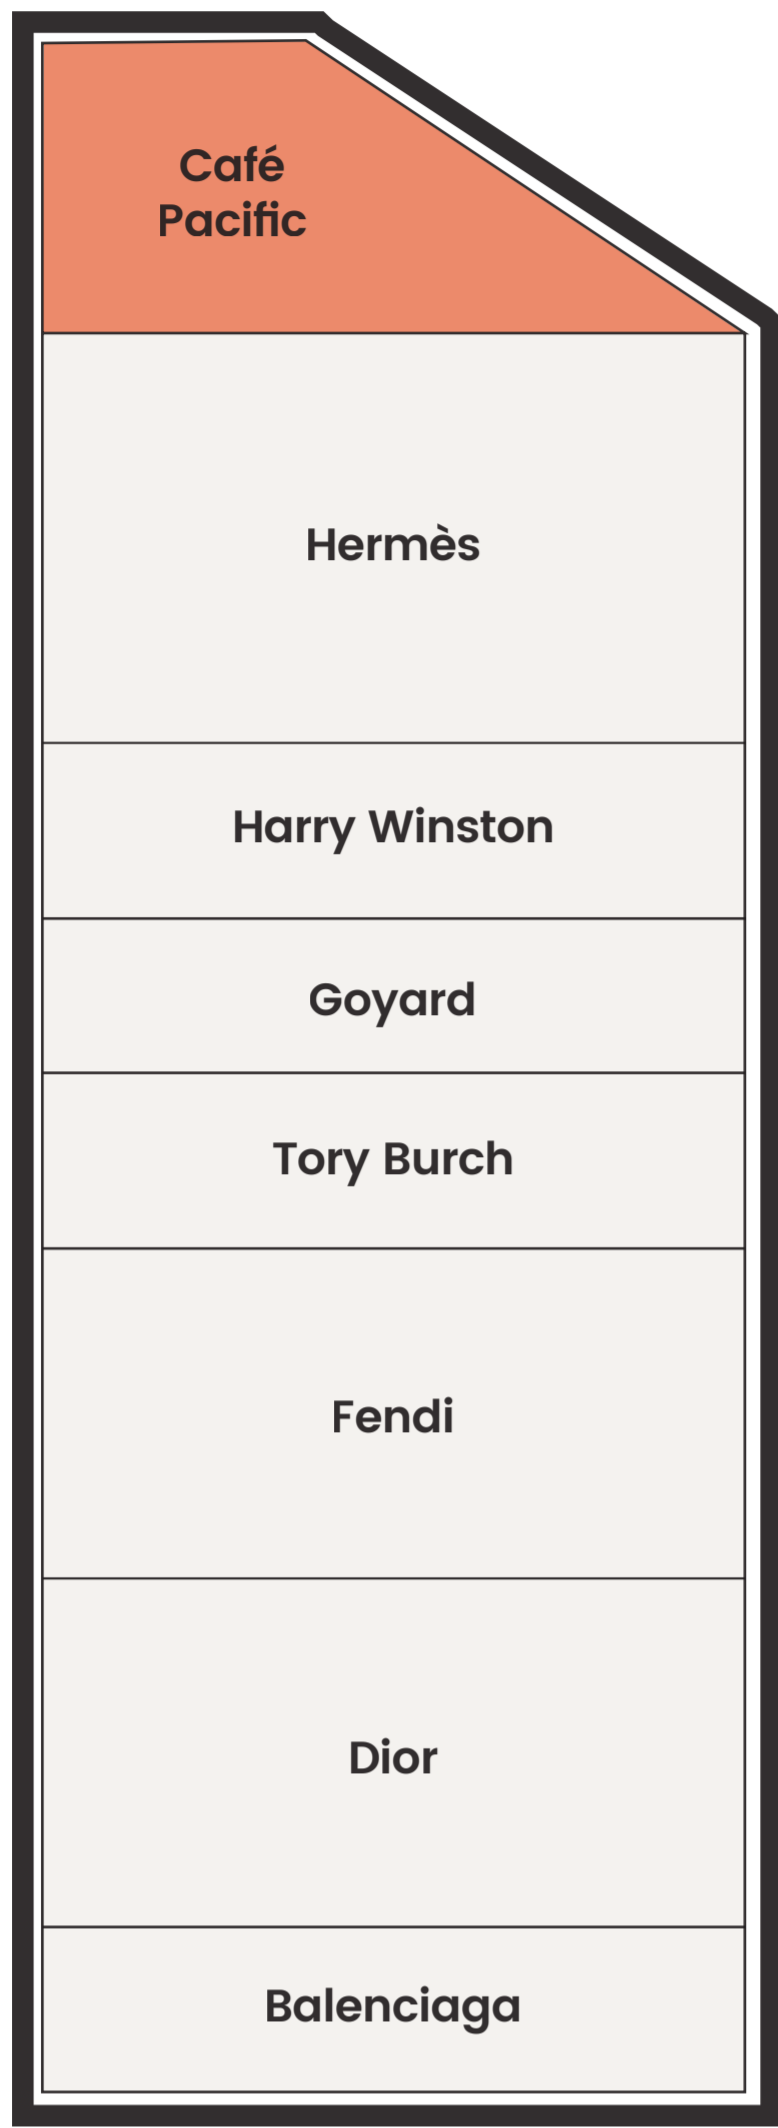 Café
Pacific
Hermès
Harry Winston
Goyard
Tory Burch
Fendi
Dior
Balenciaga